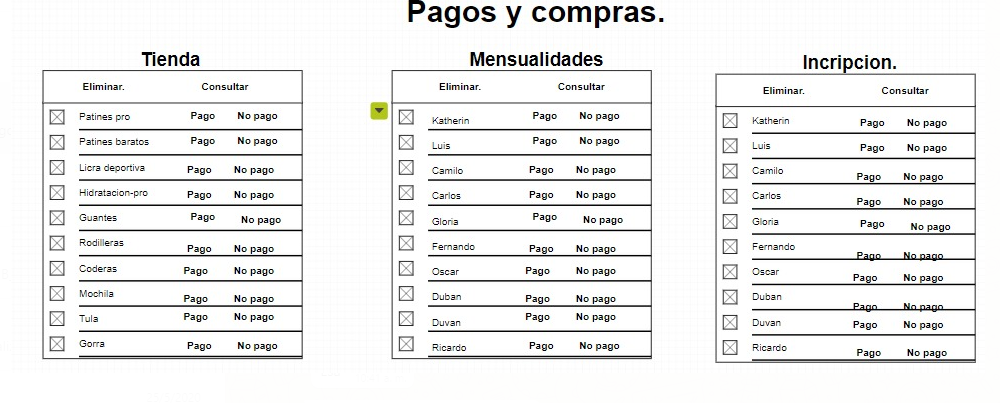 Pagos y compras.
Tienda
Eliminar. Consultar
Patines pro Pago No pago
Patines baratos Pago No pago
Licra deportiva Pago No pago
Hidratacion-pro Pago No pago
Guantes Pago No pago
Rodilleras Pago No pago
Coderas Pago No pago
Mochila Pago No pago
Tula Pago No pago
Gorra Pago No pago
Mensualidades
Eliminar. Consultar
Katherin Pago No pago
Luis Pago No pago
Camilo Pago No pago
Carlos Pago No pago
Gloria Pago No pago
Fernando Pago No pago
Oscar Pago No pago
Duban Pago No pago
Duvan Pago No pago
Ricardo Pago No pago
Incripcion.
Eliminar. Consultar
Katherin Pago No pago
Luis Pago No pago
Camilo Pago No pago
Carlos Pago No pago
Gloria Pago No pago
Fernando Pago No pago
Oscar Pago No pago
Duban Pago No pago
Duvan Pago No pago
Ricardo Pago No pago